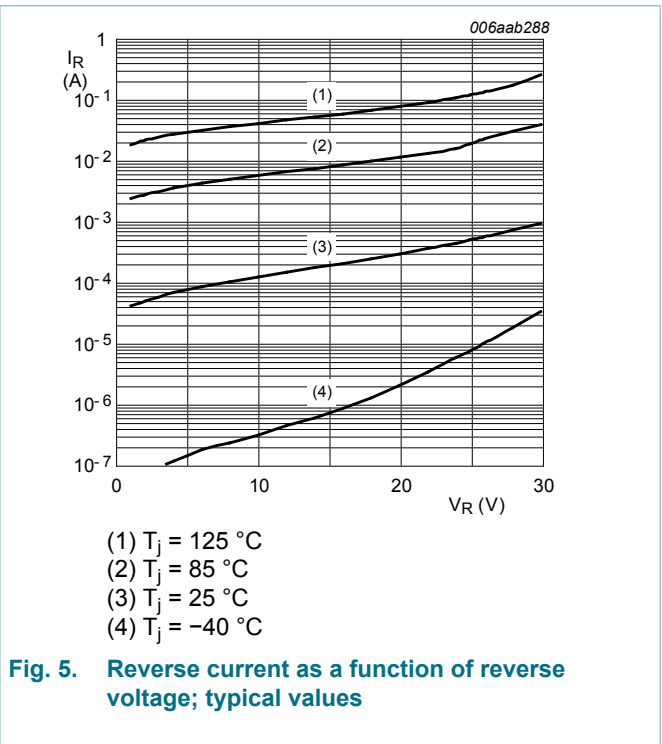 006aab288
1
I_R
(A)
10-1
(1)
(2)
10-2
10-3
(3)
10-4
10-5
(4)
10-6
10-7
0 10 20 30
V_R (V)
(1) T_j = 125 °C
(2) T_j = 85 °C
(3) T_j = 25 °C
(4) T_j = −40 °C
Fig. 5. Reverse current as a function of reverse
voltage; typical values